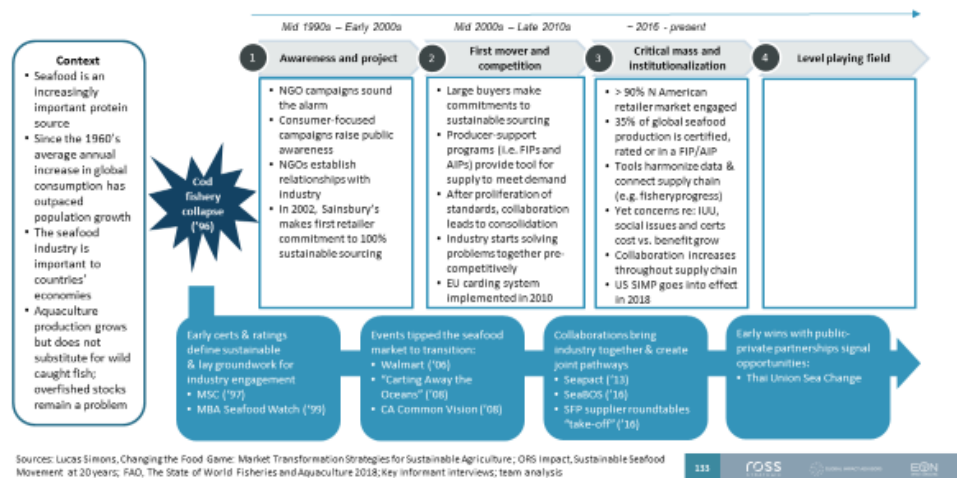 Mid 1990s – Early 2000s
Mid 2000s – Late 2010s
~ 2016 - present
1
Awareness and project
2
First mover and
competition
3
Critical mass and
institutionalization
4
Level playing field
Context
• Seafood is an
increasingly
important protein
source
• Since the 1960's
average annual
increase in global
consumption has
outpaced
population growth
• The seafood
industry is
important to
countries'
economies
• Aquaculture
production grows
but does not
substitute for wild
caught fish;
overfished stocks
remain a problem
Cod
fishery
collapse
('96)
• NGO campaigns sound
the alarm
• Consumer-focused
campaigns raise public
awareness
• NGOs establish
relationships with
industry
• In 2002, Sainsbury's
makes first retailer
commitment to 100%
sustainable sourcing
• Large buyers make
commitments to
sustainable sourcing
• Producer-support
programs (i.e. FIPs and
AIPs) provide tool for
supply to meet demand
• After proliferation of
standards, collaboration
leads to consolidation
• Industry starts solving
problems together pre-
competitively
• EU carding system
implemented in 2010
• > 90% N American
retailer market engaged
• 35% of global seafood
production is certified,
rated or in a FIP/AIP
• Tools harmonize data &
connect supply chain
(e.g. fisheryprogress)
• Yet concerns re: IUU,
social issues and certs
cost vs. benefit grow
• Collaboration increases
throughout supply chain
• US SIMP goes into effect
in 2018
Early certs & ratings
define sustainable
& lay groundwork for
industry engagement
• MSC ('97)
• MBA Seafood Watch ('99)
Events tipped the seafood
market to transition:
• Walmart ('06)
• "Carting Away the
Oceans" ('08)
• CA Common Vision ('08)
Collaborations bring
industry together & create
joint pathways
• Seapact ('13)
• SeaBOS ('16)
• SFP supplier roundtables
"take-off" ('16)
Early wins with public-
private partnerships signal
opportunities:
• Thai Union Sea Change
Sources: Lucas Simons, Changing the Food Game: Market Transformation Strategies for Sustainable Agriculture; ORS Impact, Sustainable Seafood
Movement at 20 years; FAO, The State of World Fisheries and Aquaculture 2018; Key informant interviews; team analysis
133
ROSS